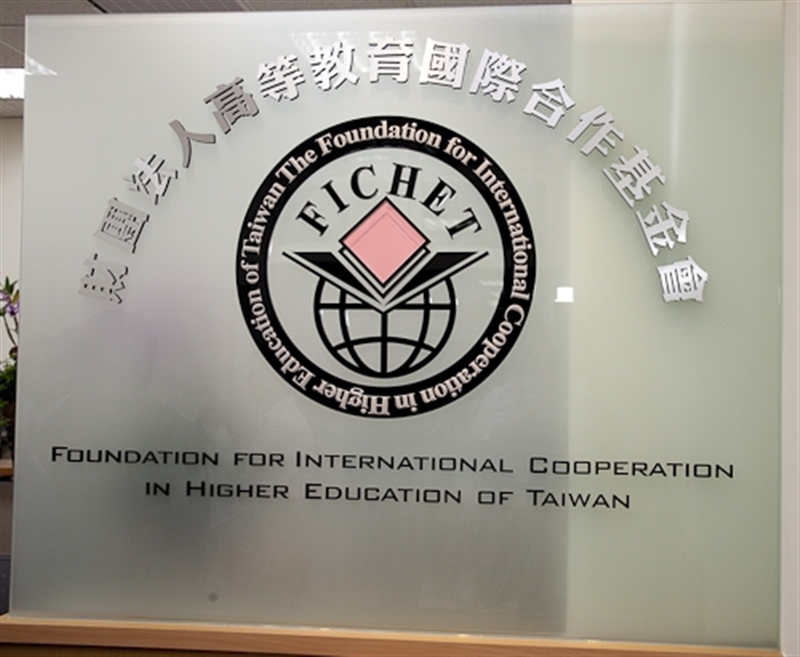 財團法人高等教育國際合作基金會
The Foundation for International Cooperation in Higher Education of Taiwan
FICHET
FOUNDATION FOR INTERNATIONAL COOPERATION
IN HIGHER EDUCATION OF TAIWAN